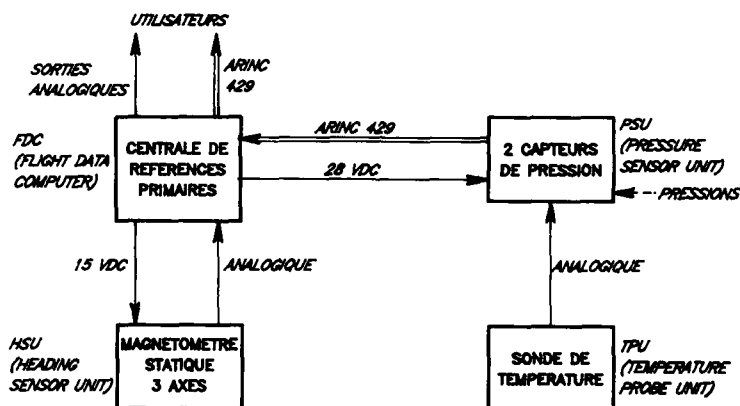 UTILISATEURS
SORTIES
ANALOGIQUES
ARINC
429
FDC
(FLIGHT DATA
COMPUTER)
CENTRALE DE
REFERENCES
PRIMAIRES
ARINC 429
28 VDC
2 CAPTEURS
DE PRESSION
PSU
(PRESSURE
SENSOR UNIT)
PRESSIONS
15 VDC
ANALOGIQUE
ANALOGIQUE
HSU
(HEADING
SENSOR UNIT)
MAGNETOMETRE
STATIQUE
3 AXES
SONDE DE
TEMPERATURE
TPU
(TEMPERATURE
PROBE UNIT)